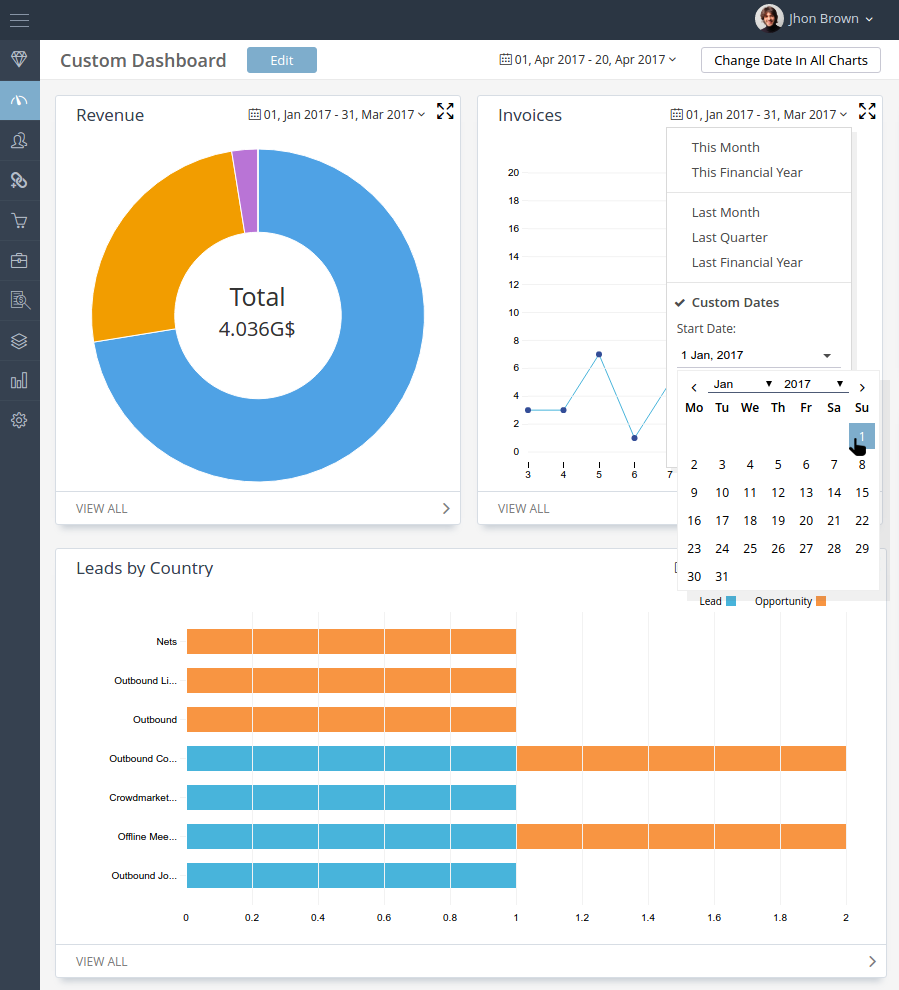 Jhon Brown
Custom Dashboard
Edit
01, Apr 2017 - 20, Apr 2017
Change Date In All Charts
Revenue
01, Jan 2017 - 31, Mar 2017
Total
4.036G$
VIEW ALL
Invoices
01, Jan 2017 - 31, Mar 2017
20
18
16
14
12
10
8
6
4
2
0
3 4 5 6 7
VIEW ALL
This Month
This Financial Year
Last Month
Last Quarter
Last Financial Year
Custom Dates
Start Date:
1 Jan, 2017
Jan 2017
Mo Tu We Th Fr Sa Su
1
2 3 4 5 6 7 8
9 10 11 12 13 14 15
16 17 18 19 20 21 22
23 24 25 26 27 28 29
30 31
Leads by Country
Lead Opportunity
Nets
Outbound Li...
Outbound
Outbound Co...
Crowdmarket...
Offline Mee...
Outbound Jo...
0 0.2 0.4 0.6 0.8 1 1.2 1.4 1.6 1.8 2
VIEW ALL